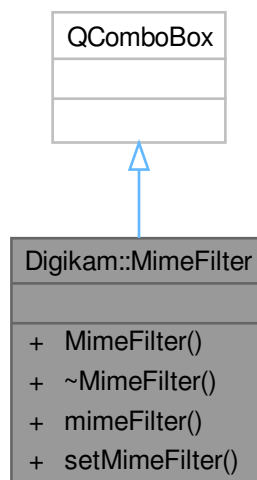 QComboBox
Digikam::MimeFilter
+ MimeFilter()
+ ~MimeFilter()
+ mimeFilter()
+ setMimeFilter()